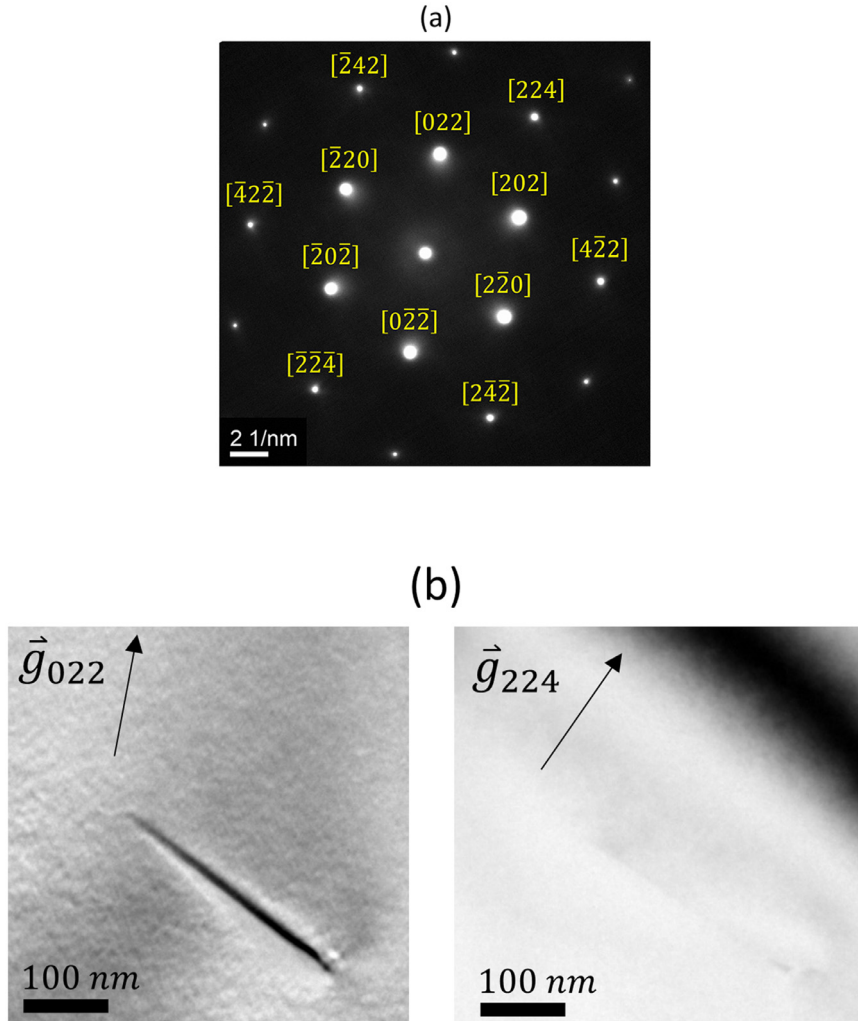 (a)
[2̅42]
[224]
[022]
[2̅20]
[202]
[4̅22̅]
[2̅02̅]
[42̅2]
[22̅0]
[02̅2̅]
[2̅2̅4̅]
[24̅2̅]
2 1/nm
(b)
g⃗₀₂₂
g⃗₂₂₄
100 nm
100 nm